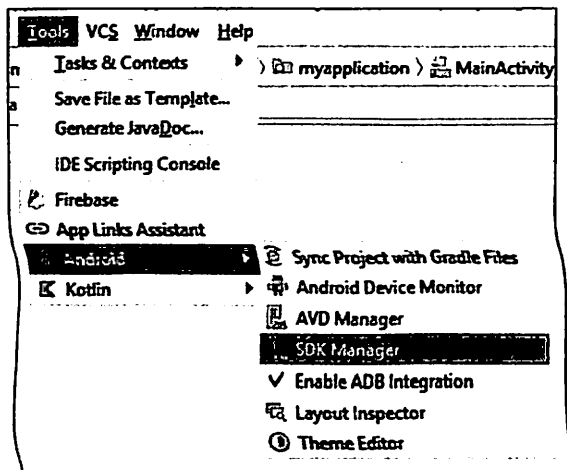 Tools VCS Window Help
Tasks & Contexts
n
myapplication MainActivity
Save File as Template...
a
Generate JavaDoc...
IDE Scripting Console
Firebase
App Links Assistant
Android
Kotlin
Sync Project with Gradle Files
Android Device Monitor
AVD Manager
SDK Manager
Enable ADB Integration
Layout Inspector
Theme Editor